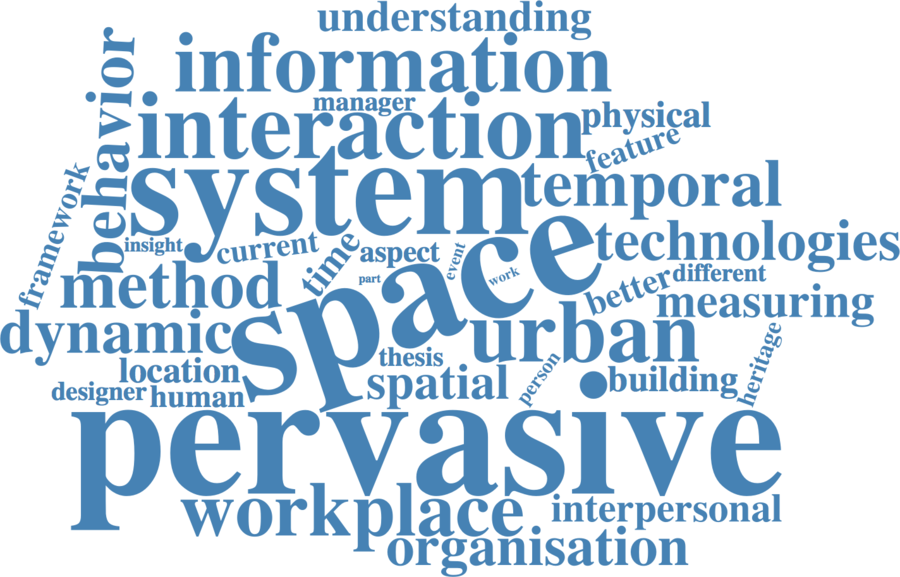 understanding
information
manager
behavior
interaction
physical
feature
system
temporal
framework
insight
current
time
aspect
event
space
technologies
part
work
different
method
better
measuring
dynamic
urban
thesis
location
spatial
person
building
heritage
designer
human
pervasive
workplace
interpersonal
organisation